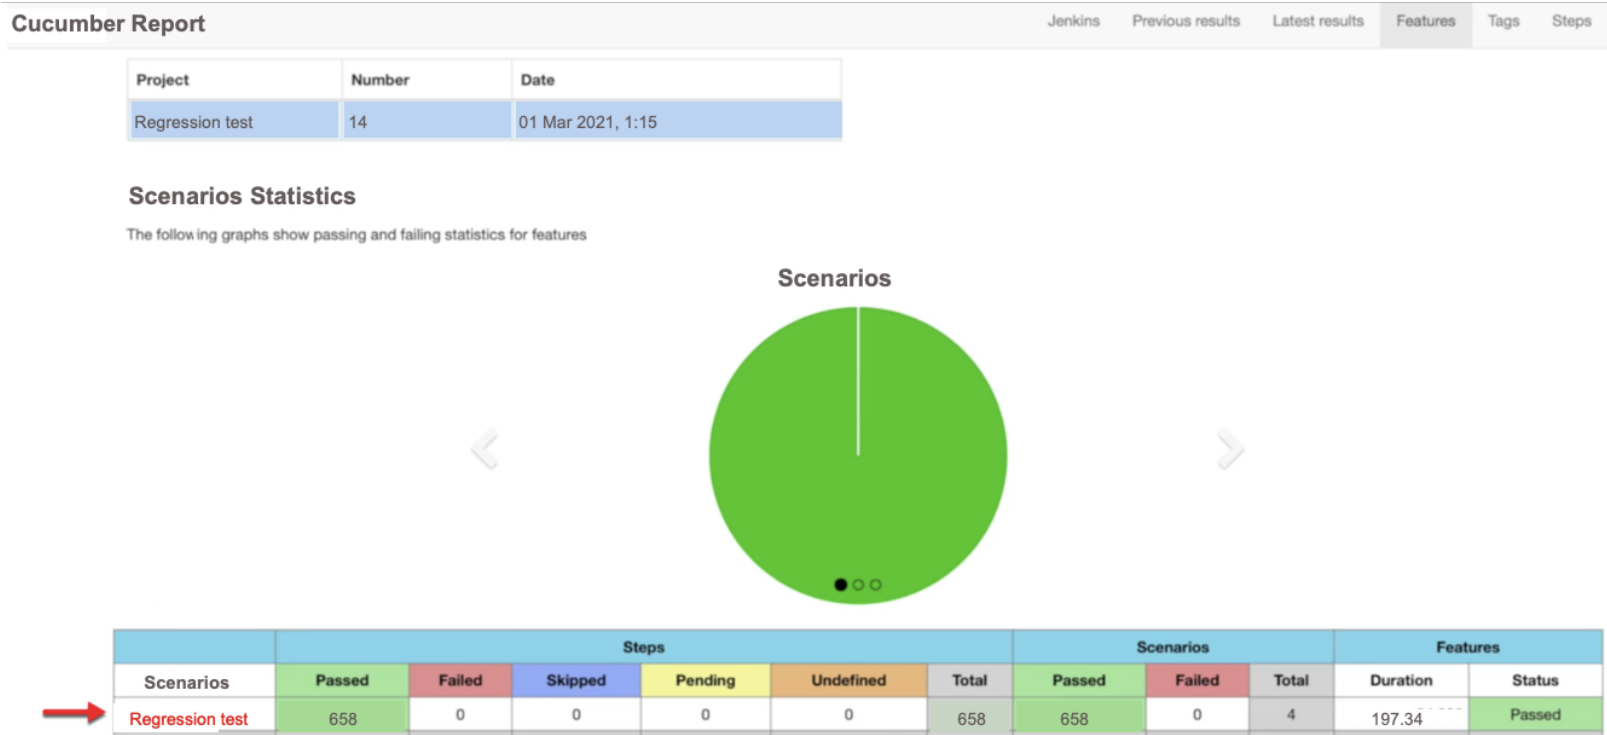 Cucumber Report Jenkins Previous results Latest results Features Tags Steps
Project Number Date
Regression test 14 01 Mar 2021, 1:15
Scenarios Statistics
The following graphs show passing and failing statistics for features
Scenarios
Steps Scenarios Features
Scenarios Passed Failed Skipped Pending Undefined Total Passed Failed Total Duration Status
Regression test 658 0 0 0 0 658 658 0 4 197.34 Passed